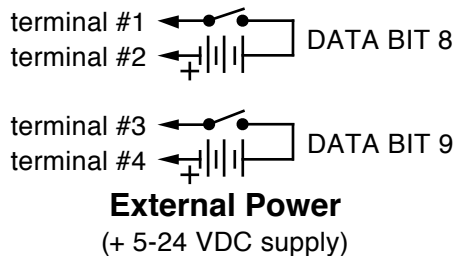 terminal #1
terminal #2
DATA BIT 8
+
terminal #3
terminal #4
DATA BIT 9
+
External Power
(+ 5-24 VDC supply)